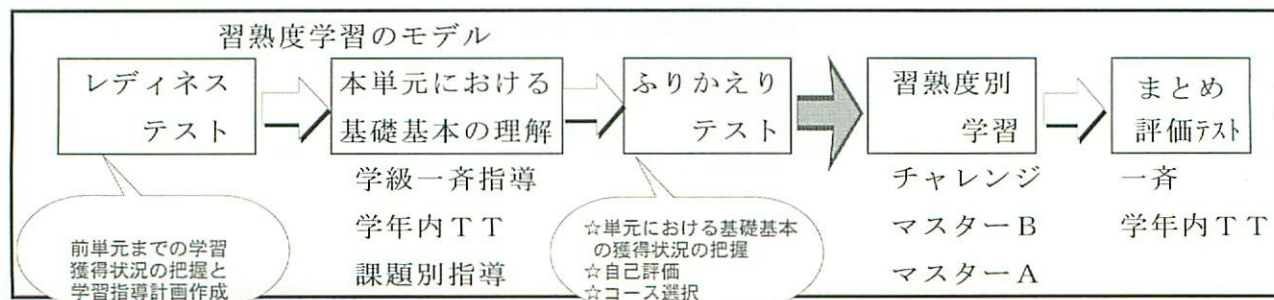 習熟度学習のモデル
レディネス
テスト
本単元における
基礎基本の理解
ふりかえり
テスト
習熟度別
学習
まとめ
評価テスト
学級一斉指導
学年内TT
課題別指導
チャレンジ
マスターB
マスターA
一斉
学年内TT
前単元までの学習
獲得状況の把握と
学習指導計画作成
☆単元における基礎基本
の獲得状況の把握
☆自己評価
☆コース選択